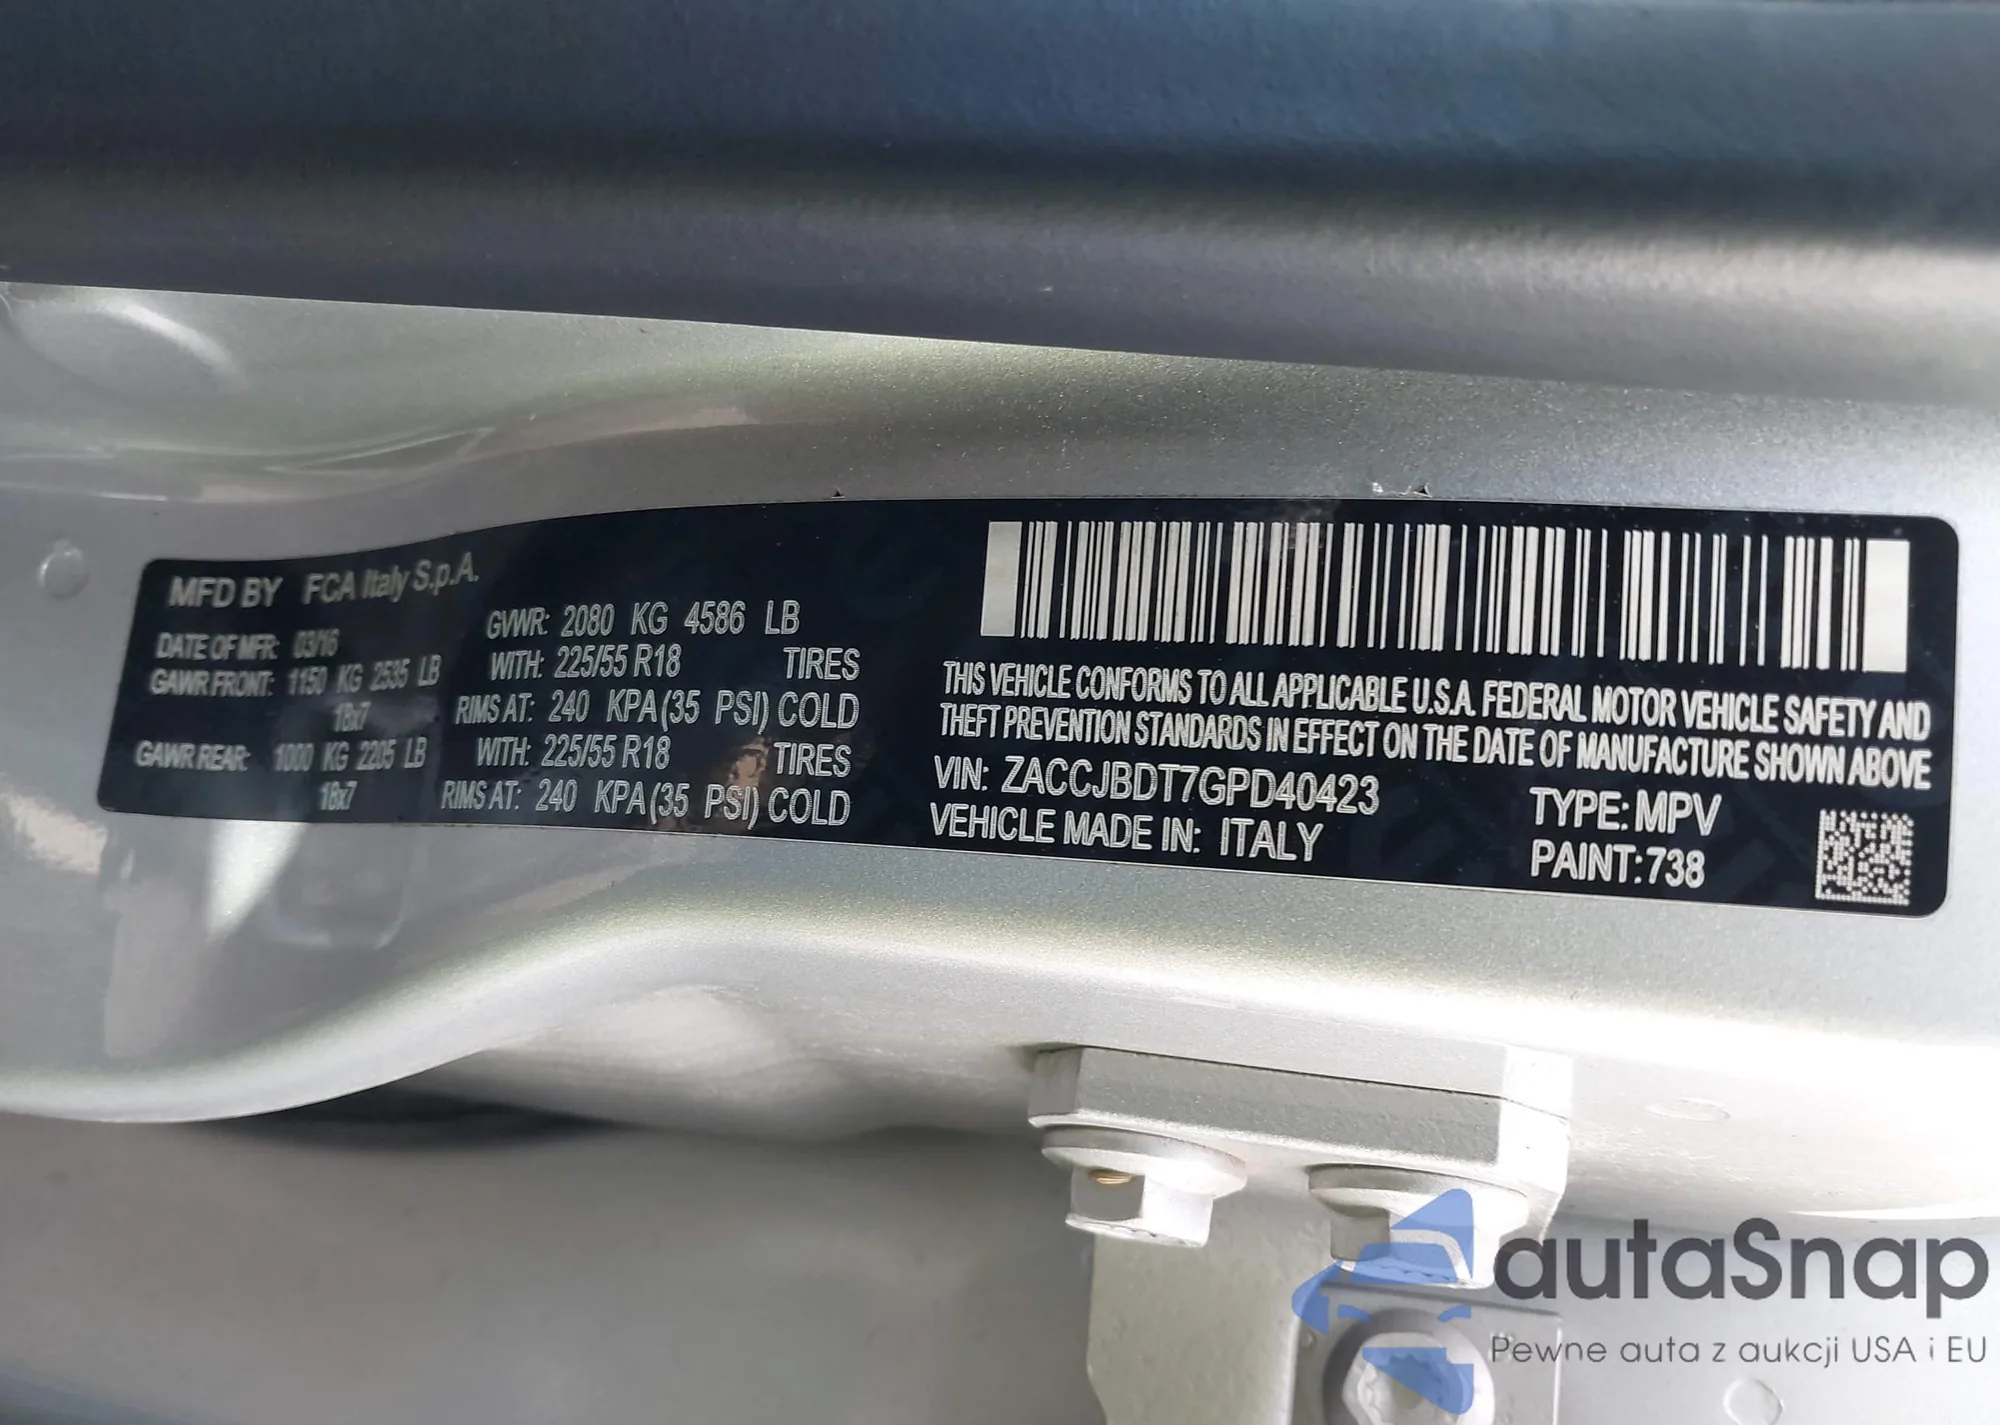 MFD BY FCA Italy S.p.A.
DATE OF MFR: 03/16
GVWR: 2080 KG 4586 LB
GAWR FRONT: 1150 KG 2535 LB WITH: 225/55 R18 TIRES
18x7 RIMS AT: 240 KPA (35 PSI) COLD
GAWR REAR: 1000 KG 2205 LB WITH: 225/55 R18 TIRES
18x7 RIMS AT: 240 KPA (35 PSI) COLD
THIS VEHICLE CONFORMS TO ALL APPLICABLE U.S.A. FEDERAL MOTOR VEHICLE SAFETY AND
THEFT PREVENTION STANDARDS IN EFFECT ON THE DATE OF MANUFACTURE SHOWN ABOVE
VIN: ZACCJBDT7GPD40423 TYPE: MPV
VEHICLE MADE IN: ITALY PAINT: 738
autaSnap
Pewne auta z aukcji USA i EU